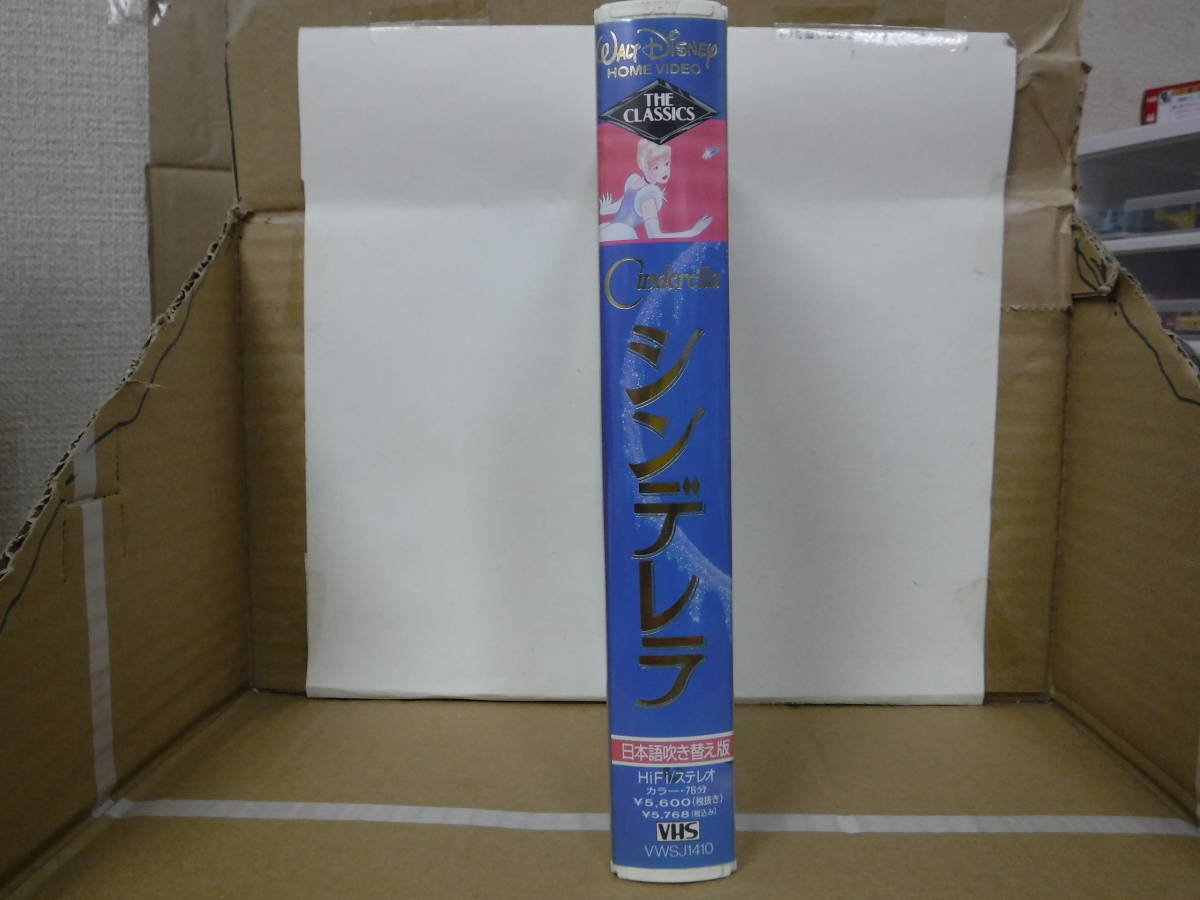 WALT DISNEY
HOME VIDEO
THE
CLASSICS
Cinderella
シンデレラ
日本語吹き替え版
HiFi/ステレオ
カラー・76分
¥5,600(税抜き)
¥5,768(税込み)
VHS
VWSJ1410